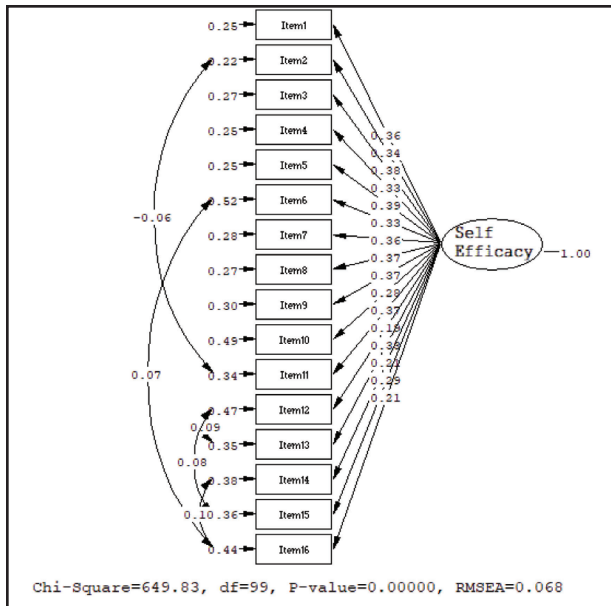 0.25 Item1
0.22 Item2
0.27 Item3
0.25 Item4
0.25 Item5
0.52 Item6
0.28 Item7
0.27 Item8
0.30 Item9
0.49 Item10
0.34 Item11
0.47 Item12
0.35 Item13
0.38 Item14
0.36 Item15
0.44 Item16
-0.06
0.07
0.09
0.08
0.10
0.36
0.34
0.38
0.33
0.39
0.33
0.36
0.37
0.37
0.28
0.37
0.19
0.33
0.21
0.29
0.21
Self
Efficacy
1.00
Chi-Square=649.83, df=99, P-value=0.00000, RMSEA=0.068